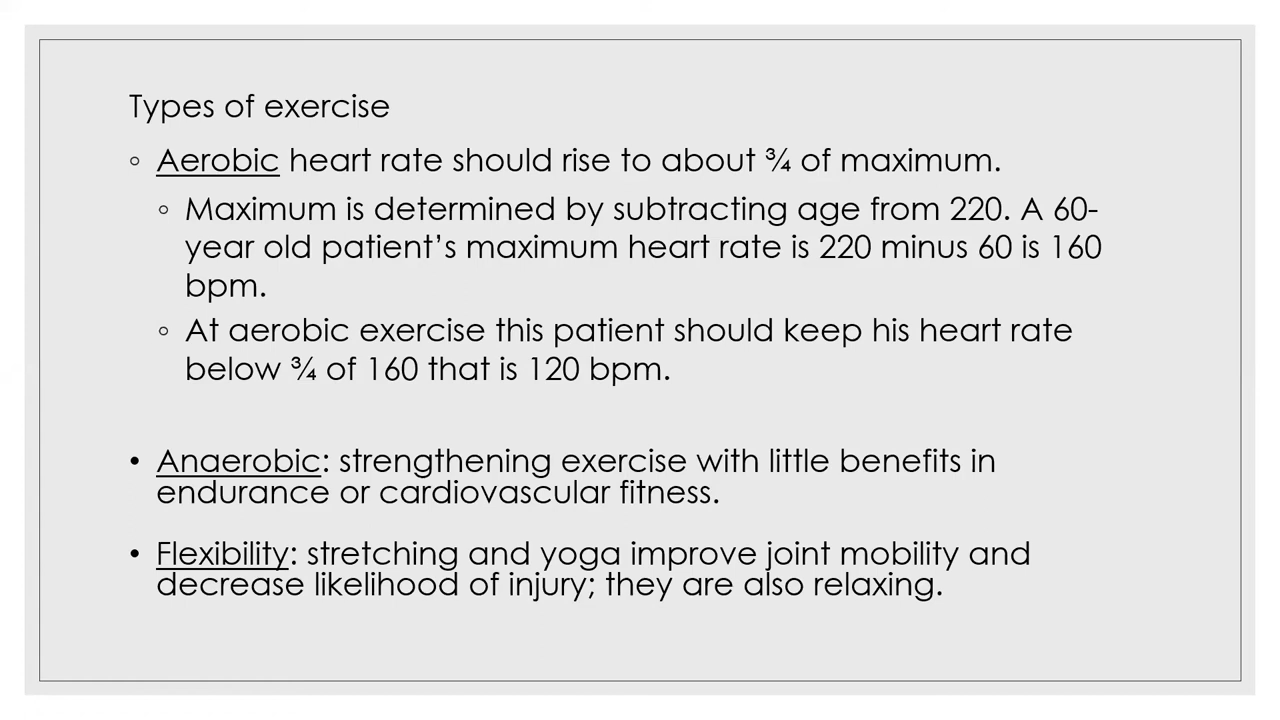 Types of exercise
◦ Aerobic heart rate should rise to about ¾ of maximum.
◦ Maximum is determined by subtracting age from 220. A 60-
year old patient’s maximum heart rate is 220 minus 60 is 160
bpm.
◦ At aerobic exercise this patient should keep his heart rate
below ¾ of 160 that is 120 bpm.
• Anaerobic: strengthening exercise with little benefits in
endurance or cardiovascular fitness.
• Flexibility: stretching and yoga improve joint mobility and
decrease likelihood of injury; they are also relaxing.